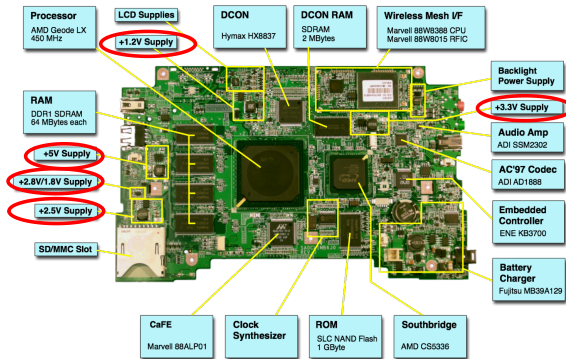 Processor
AMD Geode LX
450 MHz
LCD Supplies
+1.2V Supply
DCON
Hymax HX8837
DCON RAM
SDRAM
2 MBytes
Wireless Mesh I/F
Marvell 88W8388 CPU
Marvell 88W8015 RFIC
Backlight
Power Supply
+3.3V Supply
RAM
DDR1 SDRAM
64 MBytes each
Audio Amp
ADI SSM2302
+5V Supply
AC'97 Codec
ADI AD1888
+2.8V/1.8V Supply
+2.5V Supply
Embedded
Controller
ENE KB3700
SD/MMC Slot
Battery
Charger
Fujitsu MB39A129
CaFE
Marvell 88ALP01
Clock
Synthesizer
ROM
SLC NAND Flash
1 GByte
Southbridge
AMD CS5336